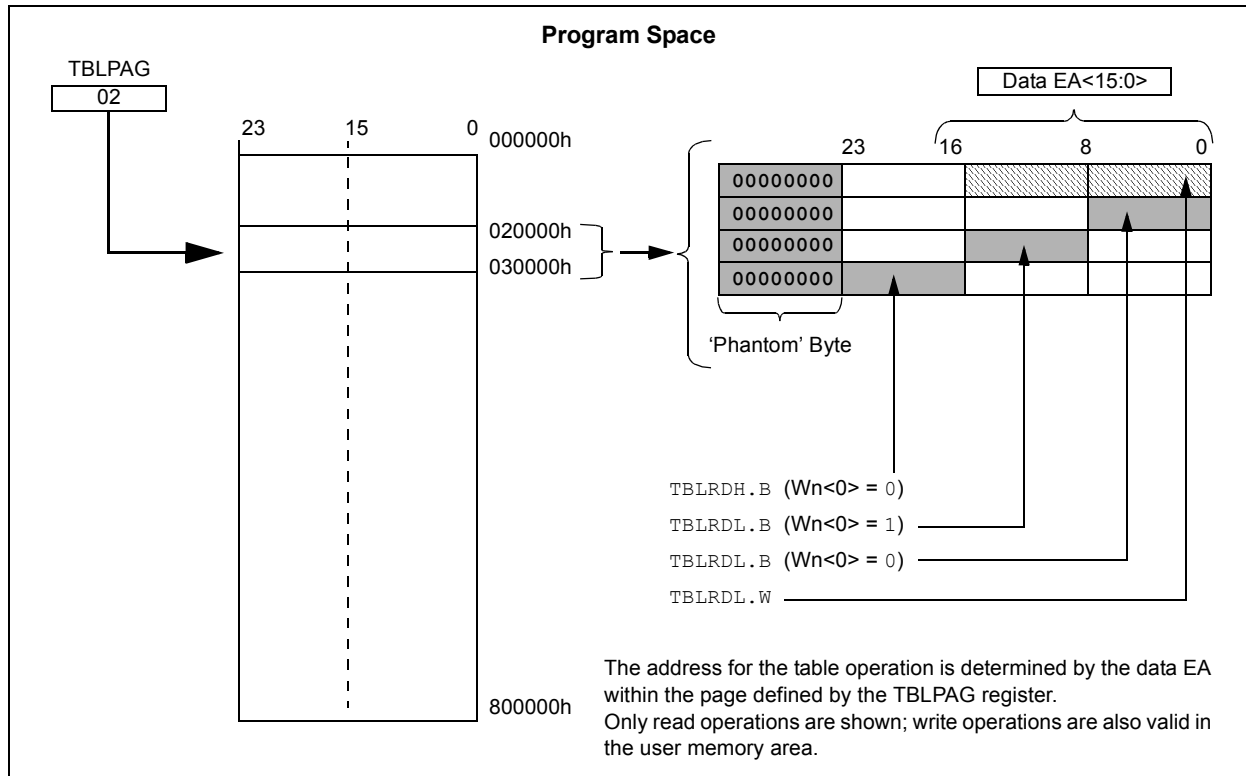 Program Space
TBLPAG
02
Data EA<15:0>
23 15 0
000000h
020000h
030000h
800000h
23 16 8 0
00000000
00000000
00000000
00000000
‘Phantom’ Byte
TBLRDH.B (Wn<0> = 0)
TBLRDL.B (Wn<0> = 1)
TBLRDL.B (Wn<0> = 0)
TBLRDL.W
The address for the table operation is determined by the data EA
within the page defined by the TBLPAG register.
Only read operations are shown; write operations are also valid in
the user memory area.